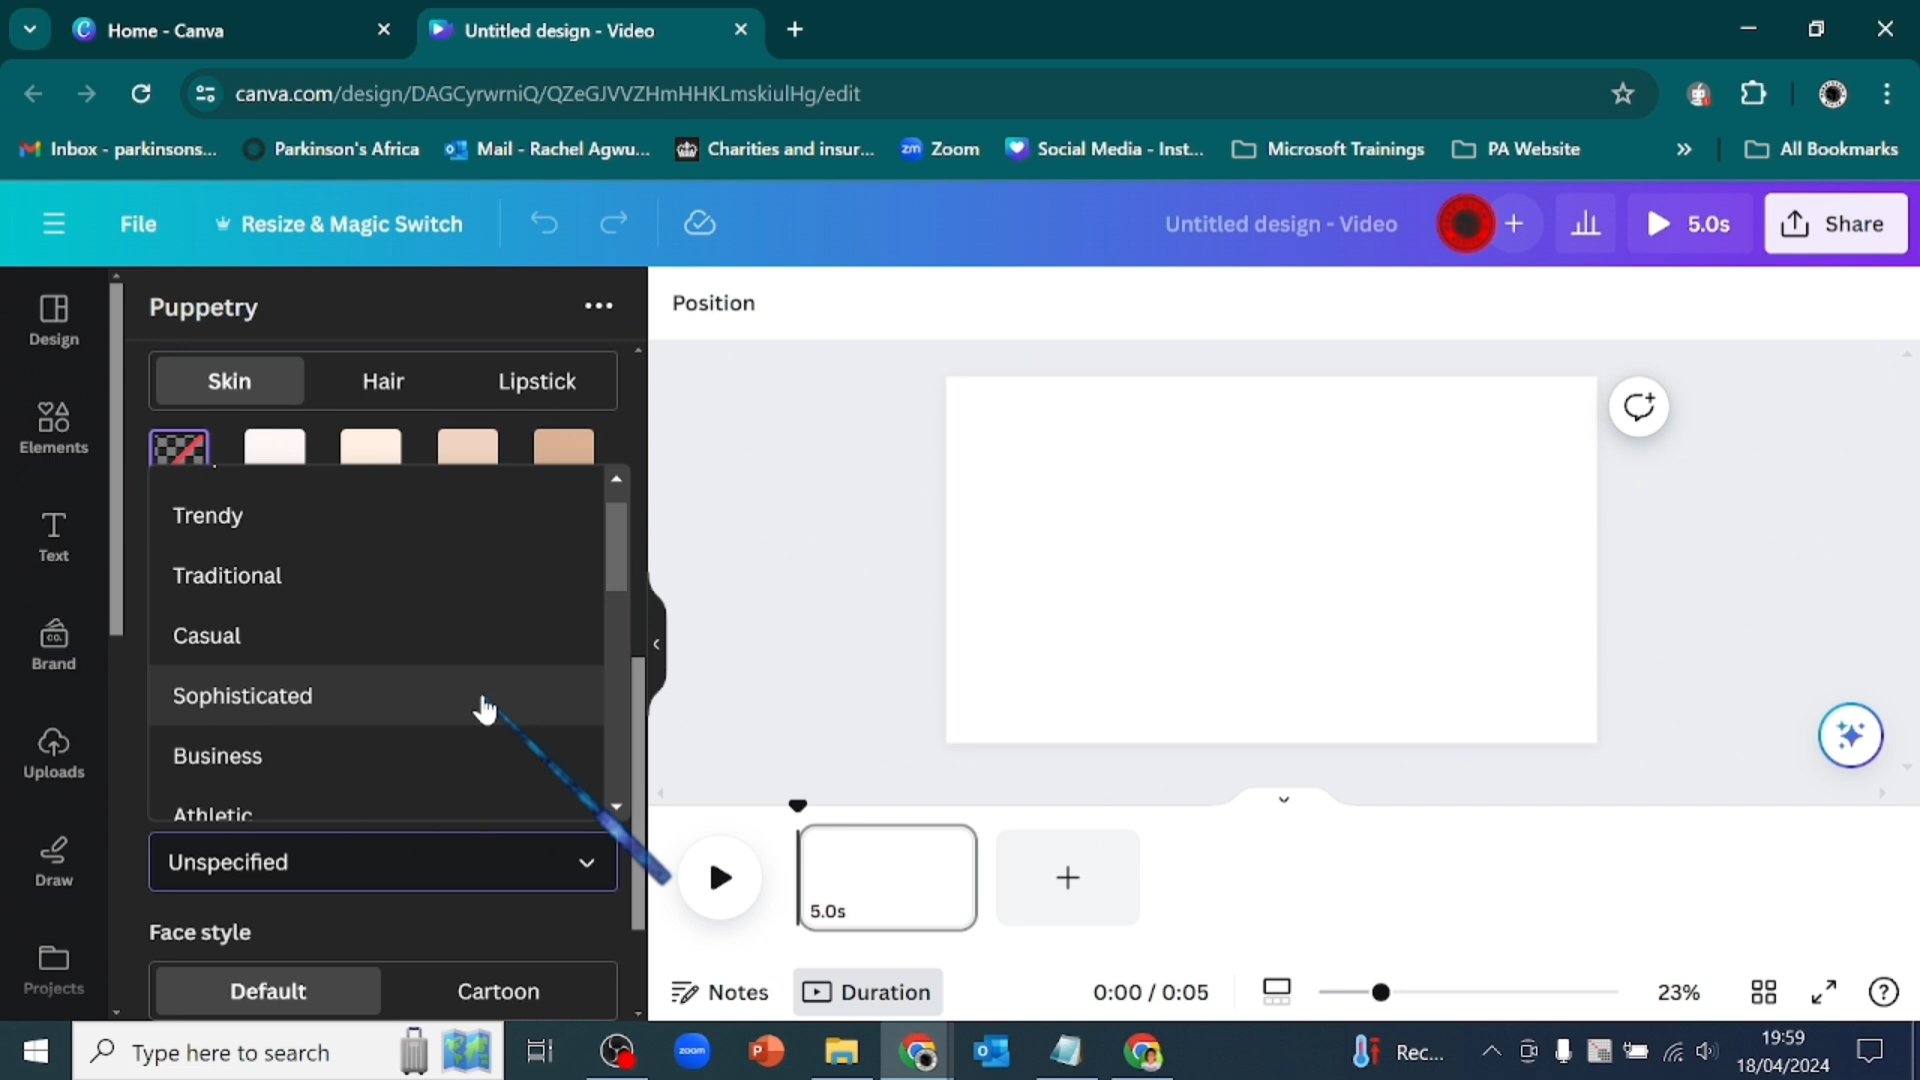 Home - Canva
Untitled design - Video
canva.com/design/DAGCyrwrniQ/QZeGJVVZHmHHKLmskiulHg/edit
Inbox - parkinsons...
Parkinson's Africa
Mail - Rachel Agwu...
Charities and insur...
zm
Zoom
Social Media - Inst...
Microsoft Trainings
PA Website
All Bookmarks
File
Resize & Magic Switch
Untitled design - Video
5.0s
Share
Design
Elements
Text
CO.
Brand
Uploads
Draw
Projects
Puppetry
Skin
Hair
Lipstick
Trendy
Traditional
Casual
Sophisticated
Business
Athletic
Unspecified
Face style
Default
Cartoon
Position
5.0s
Notes
Duration
0:00 / 0:05
23%
Type here to search
zoom
Rec...
19:59
18/04/2024